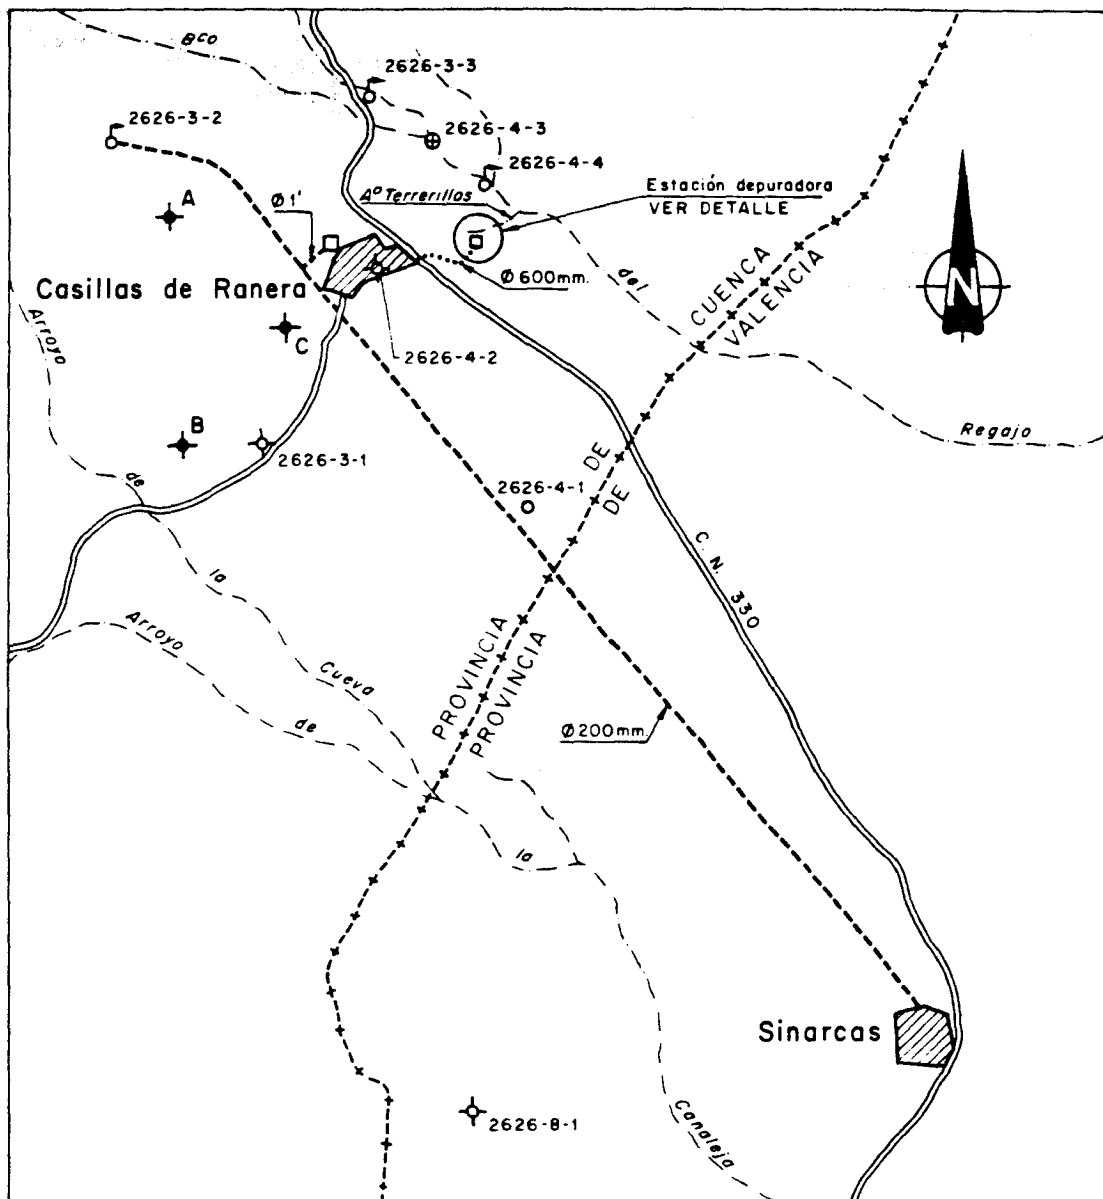 Bco
2626-3-3
2626-3-2
2626-4-3
2626-4-4
A
Ø1'
Aº Terrerillos
Estación depuradora
VER DETALLE
Casillas de Ranera
Ø600mm.
del
CUENCA
VALENCIA
N
Arroyo
C
2626-4-2
B
2626-3-1
de
Regajo
2626-4-1
DE
DE
C. N. 330
la
Arroyo
Cueva
PROVINCIA
PROVINCIA
de
Ø200mm.
la
Sinarcas
2626-8-1
Canaleja